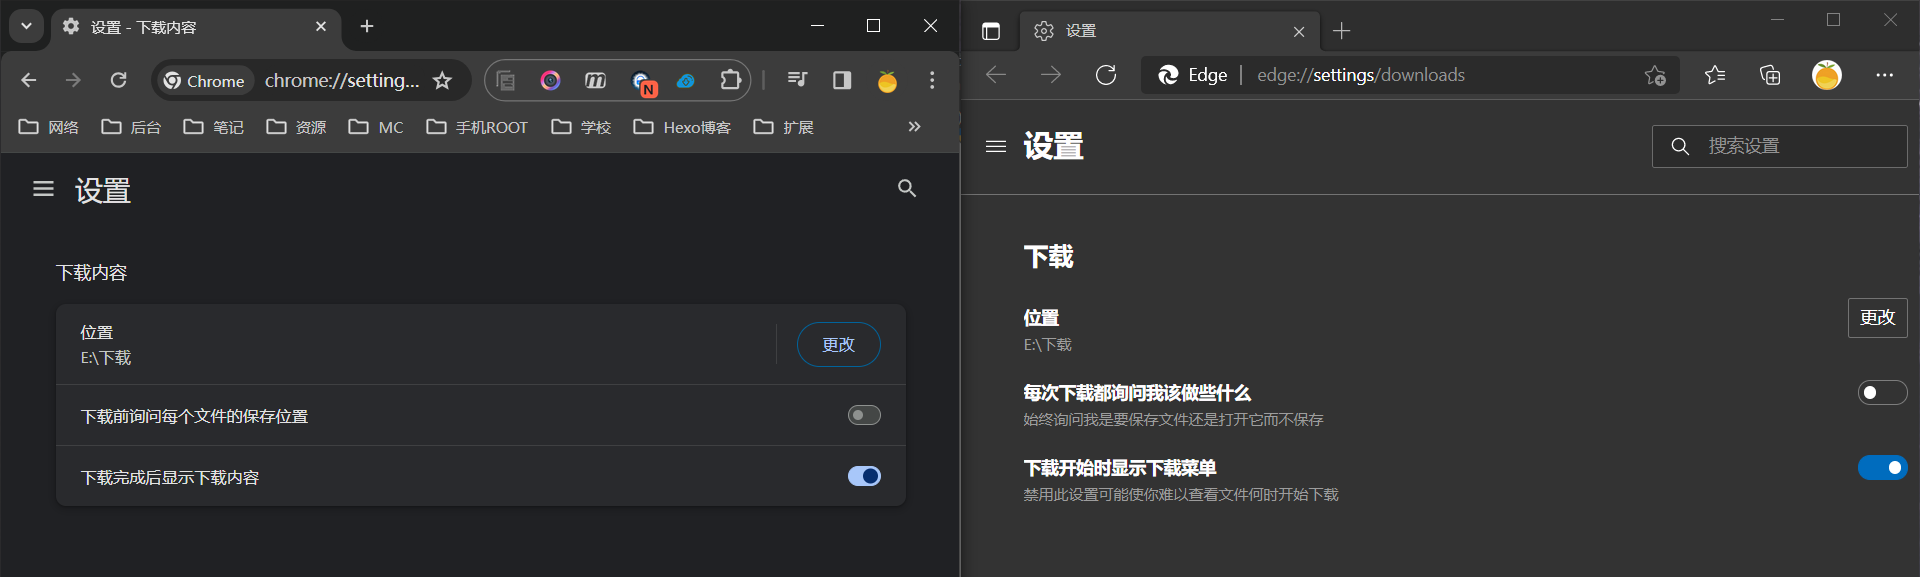 设置 - 下载内容
Chrome
chrome://setting...
N
网络
后台
笔记
资源
MC
手机ROOT
学校
Hexo博客
扩展
设置
下载内容
位置
E:\下载
更改
下载前询问每个文件的保存位置
下载完成后显示下载内容
设置
Edge
edge://settings/downloads
设置
搜索设置
下载
位置
E:\下载
更改
每次下载都询问我该做些什么
始终询问我是要保存文件还是打开它而不保存
下载开始时显示下载菜单
禁用此设置可能使你难以查看文件何时开始下载